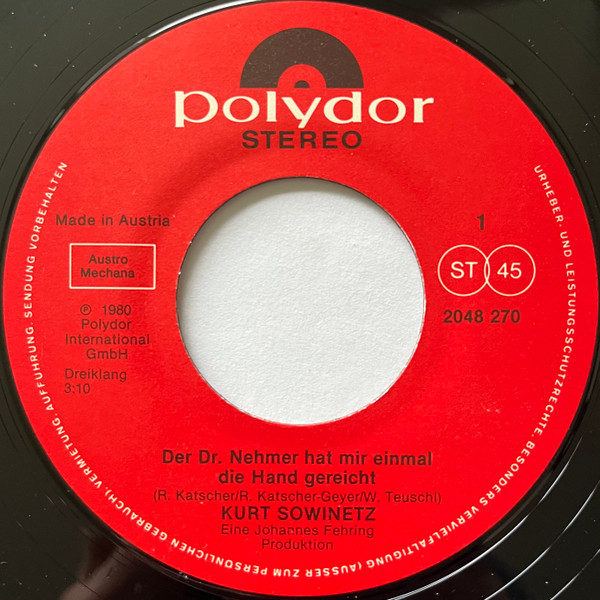 polydor
STEREO
Made in Austria
Austro
Mechana
℗ 1980
Polydor
International
GmbH
Dreiklang
3:10
1
ST 45
2048 270
Der Dr. Nehmer hat mir einmal
die Hand gereicht
(R. Katscher/R. Katscher-Geyer/W. Teuschl)
KURT SOWINETZ
Eine Johannes Fehring
Produktion
URHEBER- UND LEISTUNGSSCHUTZRECHTE, BESONDERS VERVIELFÄLTIGUNG (AUSSER ZUM PERSÖNLICHEN GEBRAUCH) VERMIETUNG, AUFFÜHRUNG, SENDUNG VORBEHALTEN